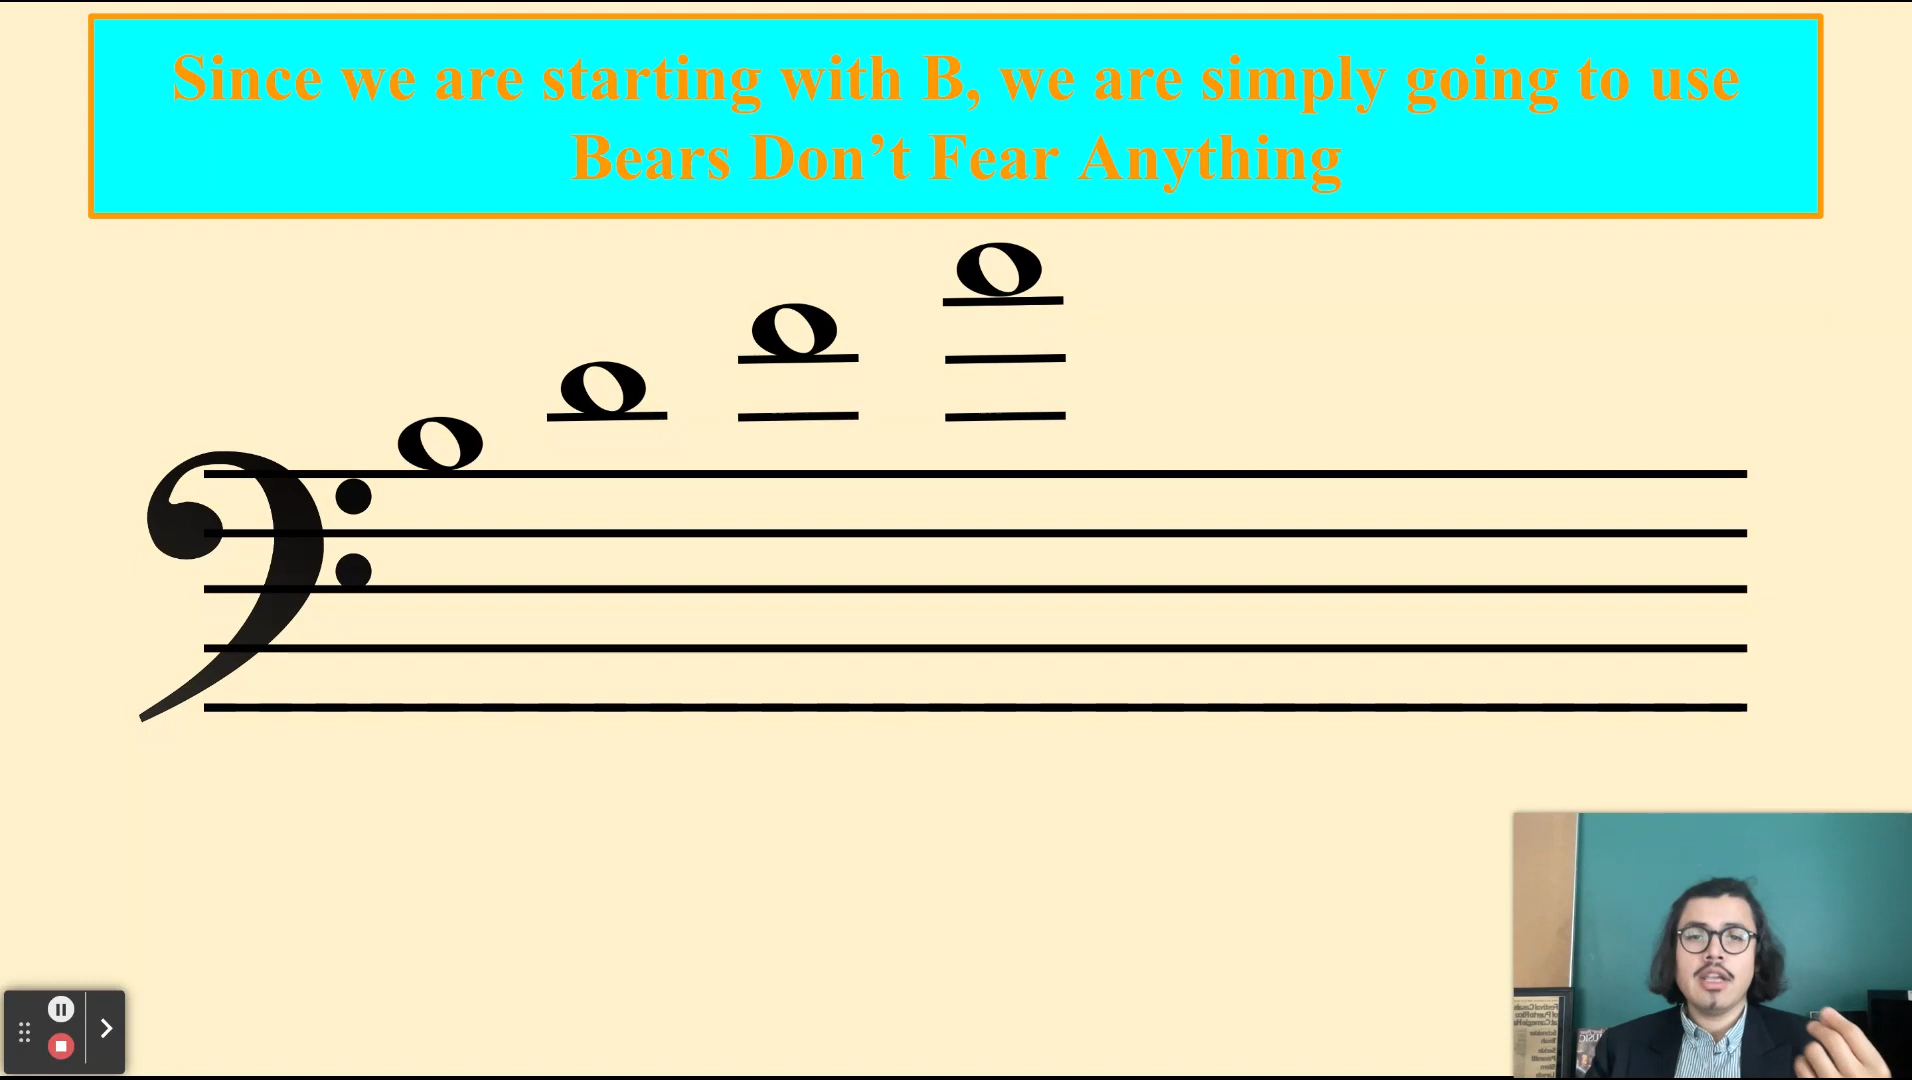 Since we are starting with B, we are simply going to use
Bears Don’t Fear Anything